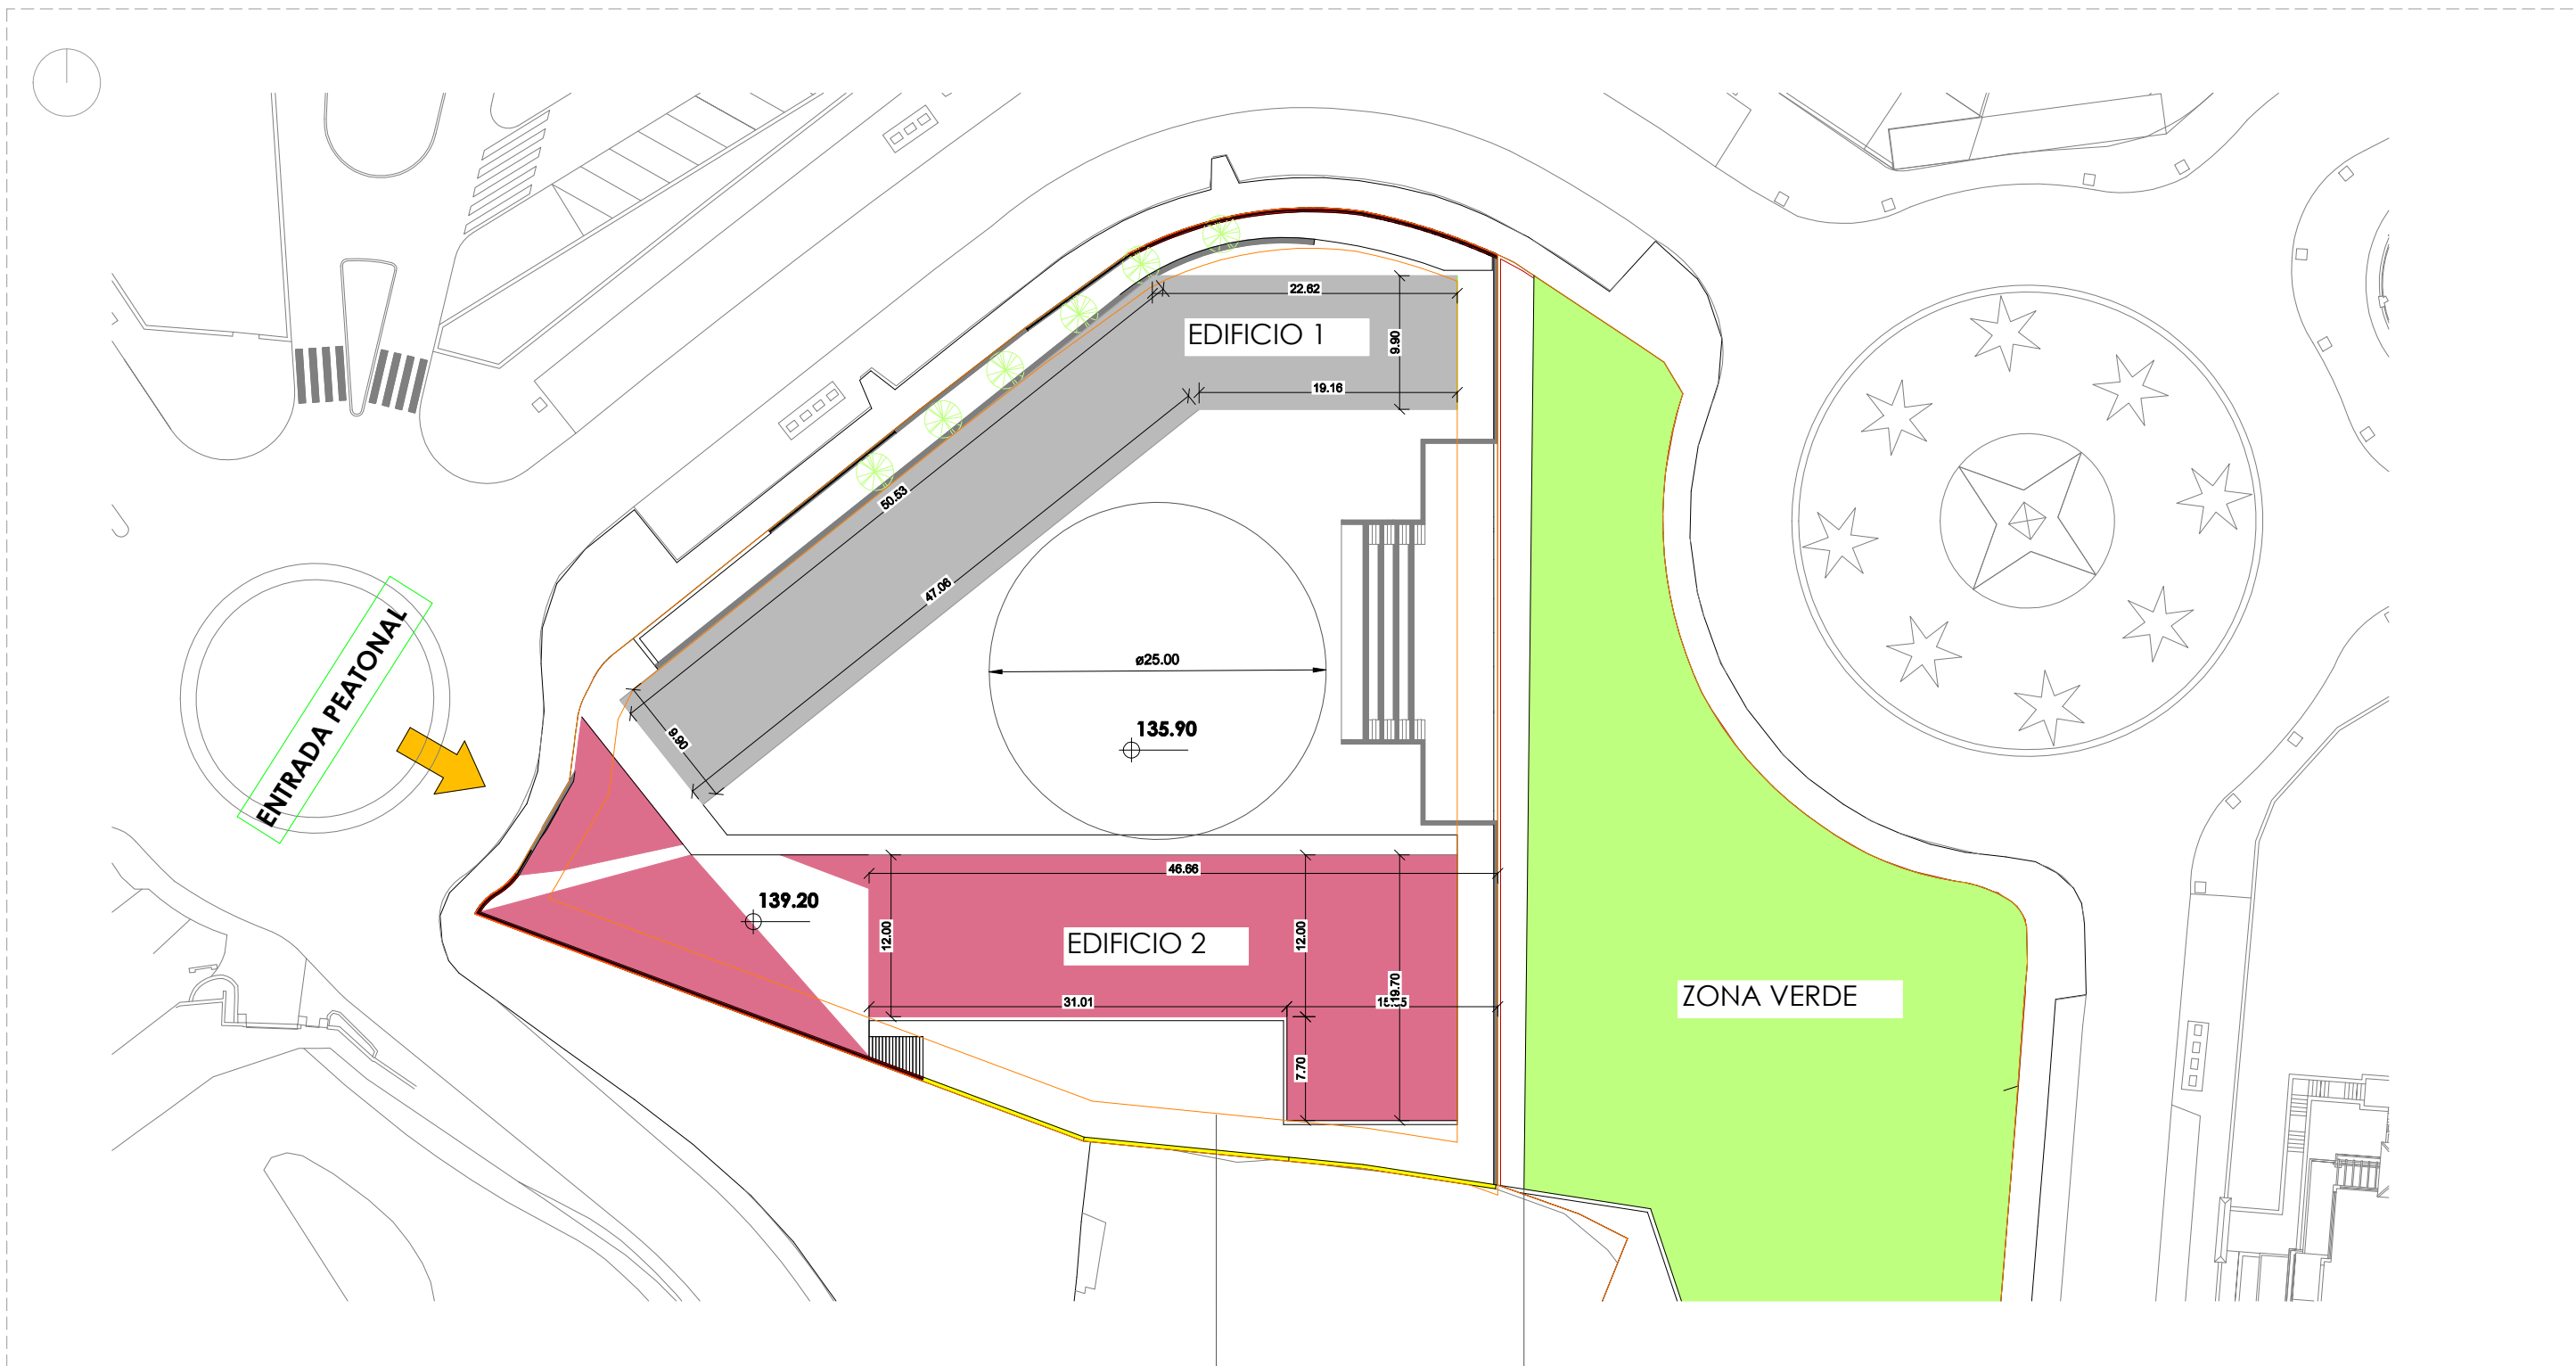 22.62
EDIFICIO 1
9.90
19.16
50.53
47.06
ø25.00
ENTRADA PEATONAL
9.90
135.90
46.66
139.20
12.00
EDIFICIO 2
12.00
19.70
31.01
7.70
ZONA VERDE